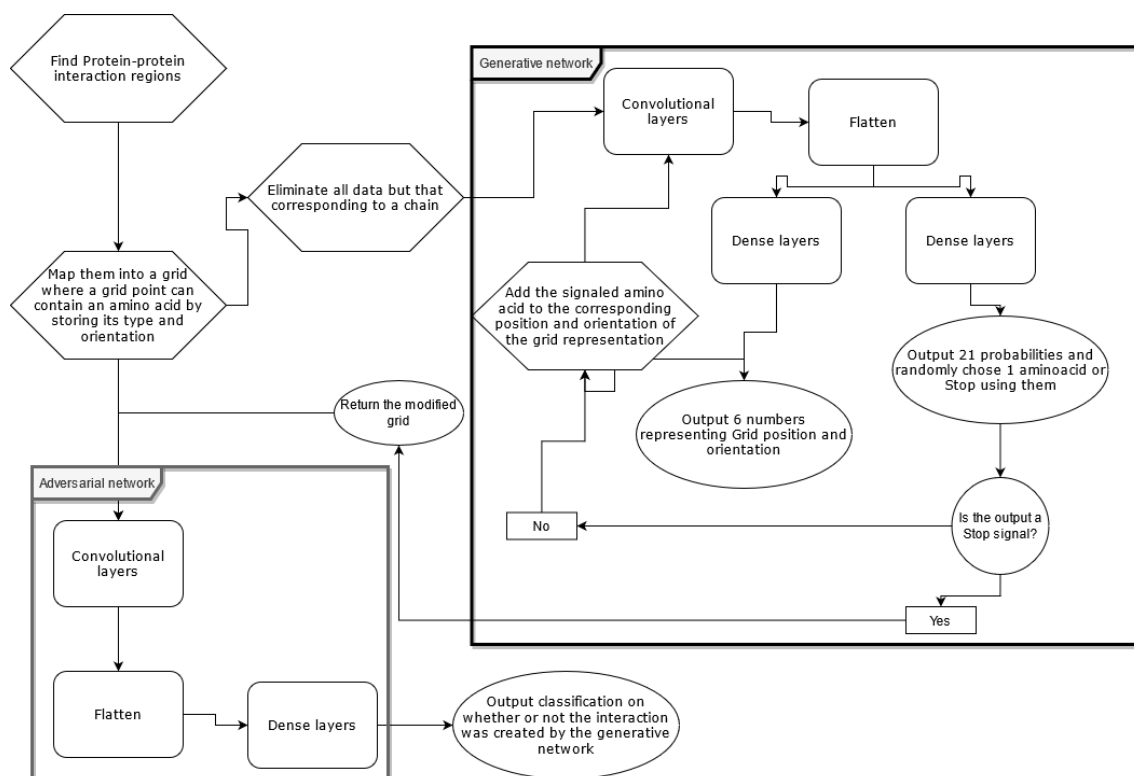 Find Protein-protein
interaction regions
Map them into a grid
where a grid point can
contain an amino acid by
storing its type and
orientation
Eliminate all data but that
corresponding to a chain
Generative network
Convolutional
layers
Flatten
Dense layers
Dense layers
Add the signaled amino
acid to the corresponding
position and orientation of
the grid representation
Output 6 numbers
representing Grid position and
orientation
Output 21 probabilities and
randomly chose 1 aminoacid or
Stop using them
Is the output a
Stop signal?
No
Yes
Return the modified
grid
Adversarial network
Convolutional
layers
Flatten
Dense layers
Output classification on
whether or not the interaction
was created by the generative
network